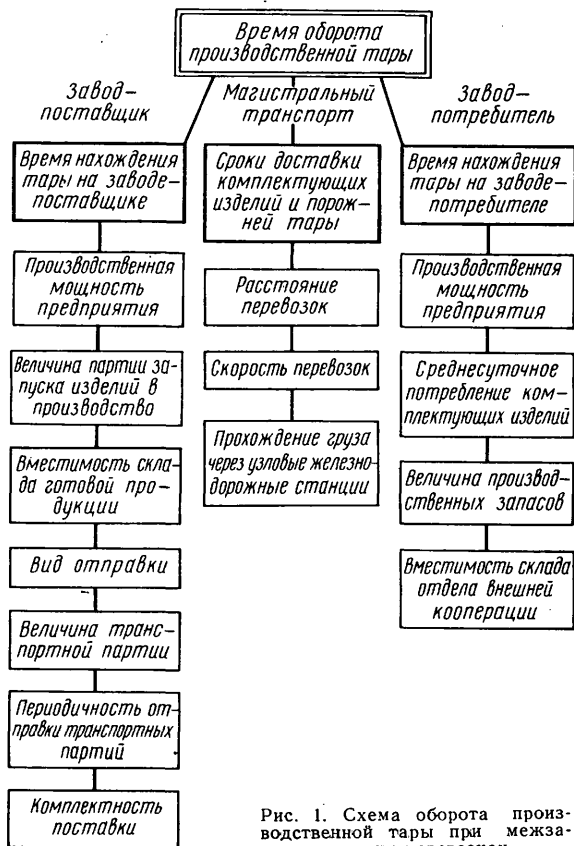 Время оборота
производственной тары
Завод-
поставщик
Время нахождения
тары на заводе-
поставщике
Производственная
мощность
предприятия
Величина партии за-
пуска изделий в
производство
Вместимость скла-
да готовой про-
дукции
Вид отправки
Величина транс-
портной партии
Периодичность от-
правки транспортных
партий
Комплектность
поставки
Магистральный
транспорт
Сроки доставки
комплектующих
изделий и порож-
ней тары
Расстояние
перевозок
Скорость перевозок
Прохождение груза
через узловые железно-
дорожные станции
Завод-
потребитель
Время нахождения
тары на заводе-
потребителе
Производственная
мощность
предприятия
Среднесуточное
потребление ком-
плектующих изделий
Величина производ-
ственных запасов
Вместимость склада
отдела внешней
кооперации
Рис. 1. Схема оборота произ-
водственной тары при межза-